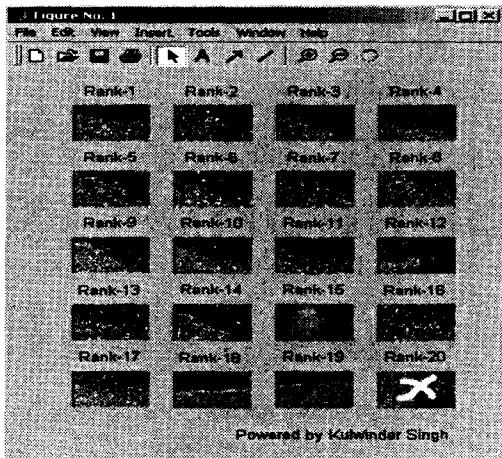 Figure No. 1
File Edit View Insert Tools Window Help
A
Rank-1 Rank-2 Rank-3 Rank-4
Rank-5 Rank-6 Rank-7 Rank-8
Rank-9 Rank-10 Rank-11 Rank-12
Rank-13 Rank-14 Rank-15 Rank-16
Rank-17 Rank-18 Rank-19 Rank-20
Powered by Kulwinder Singh